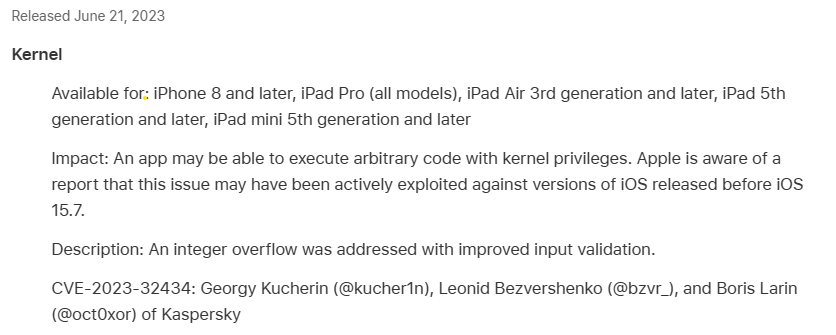 Released June 21, 2023
Kernel
Available for: iPhone 8 and later, iPad Pro (all models), iPad Air 3rd generation and later, iPad 5th
generation and later, iPad mini 5th generation and later
Impact: An app may be able to execute arbitrary code with kernel privileges. Apple is aware of a
report that this issue may have been actively exploited against versions of iOS released before iOS
15.7.
Description: An integer overflow was addressed with improved input validation.
CVE-2023-32434: Georgy Kucherin (@kucher1n), Leonid Bezvershenko (@bzvr_), and Boris Larin
(@oct0xor) of Kaspersky